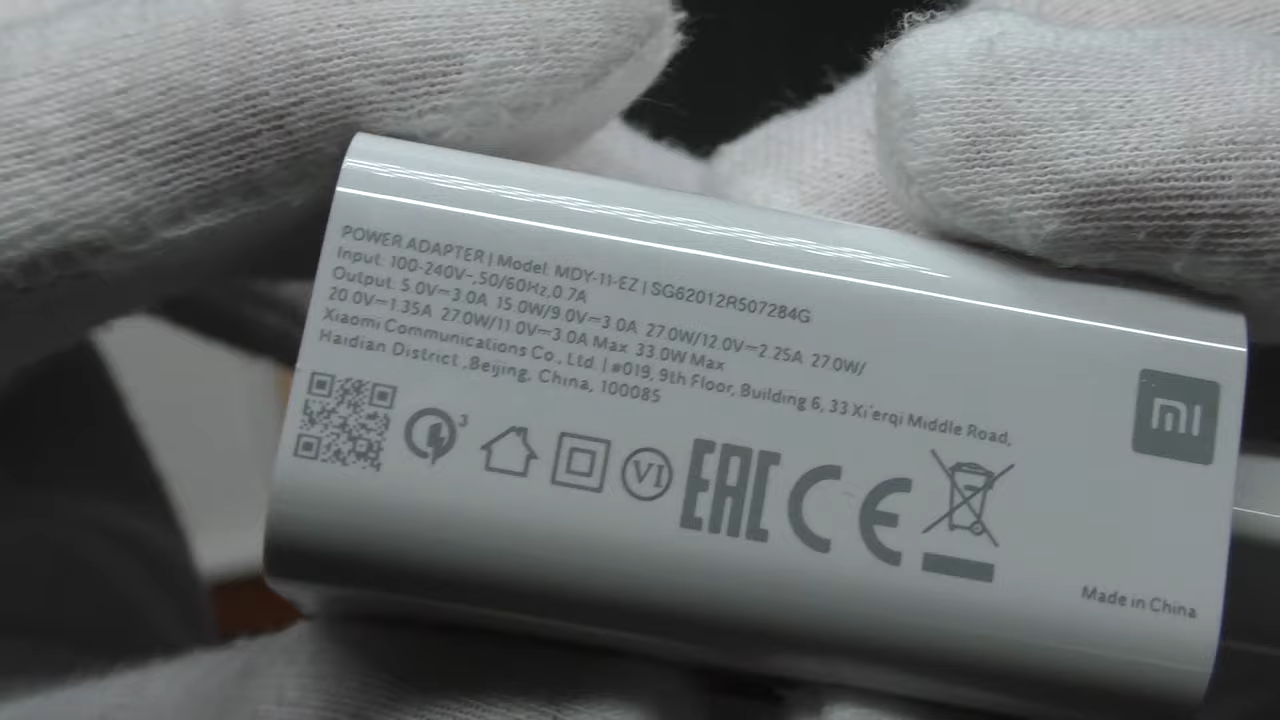 POWER ADAPTER | Model: MDY-11-EZ | SG62012R507284G
Input: 100-240V~,50/60Hz,0.7A
Output: 5.0V⎓3.0A 15.0W/9.0V⎓3.0A 27.0W/12.0V⎓2.25A 27.0W/
20.0V⎓1.35A 27.0W/11.0V⎓3.0A Max 33.0W Max
Xiaomi Communications Co., Ltd. | #019, 9th Floor, Building 6, 33 Xi'erqi Middle Road,
Haidian District ,Beijing, China, 100085
mi
3
VI
EAC
CE
Made in China